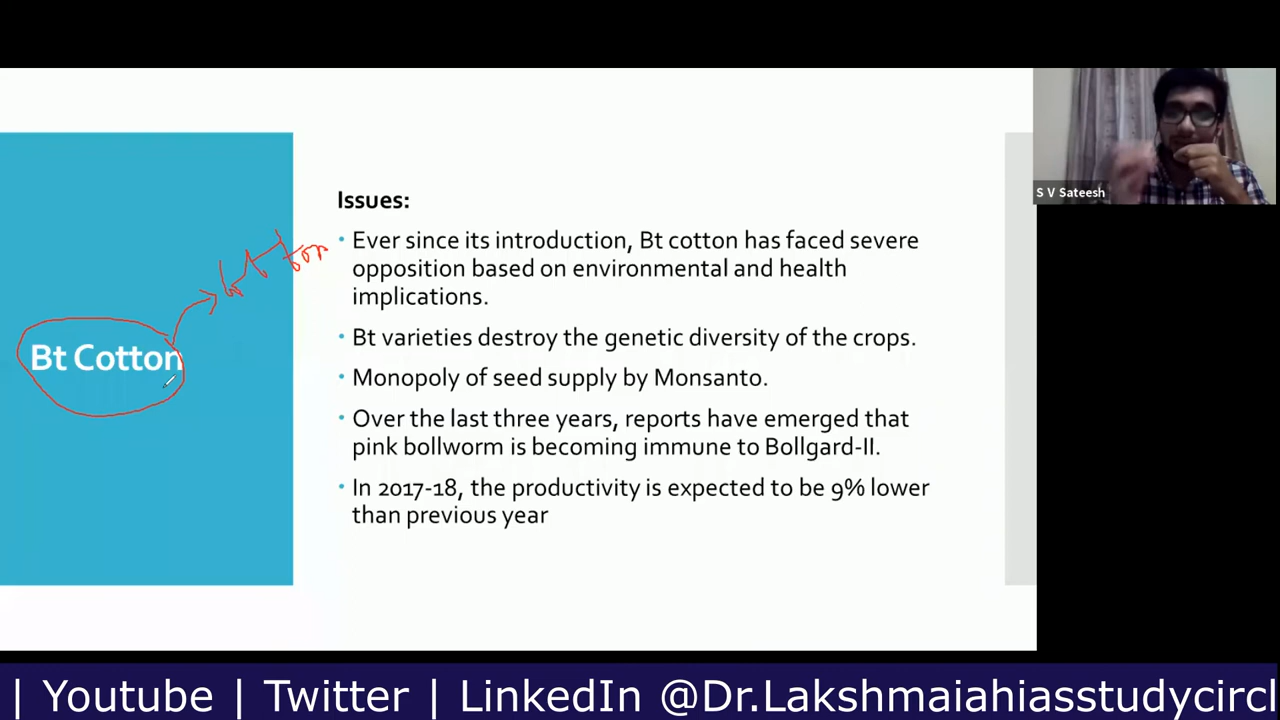 S V Sateesh
Issues:
• Ever since its introduction, Bt cotton has faced severe
opposition based on environmental and health
implications.
• Bt varieties destroy the genetic diversity of the crops.
• Monopoly of seed supply by Monsanto.
• Over the last three years, reports have emerged that
pink bollworm is becoming immune to Bollgard-II.
• In 2017-18, the productivity is expected to be 9% lower
than previous year
Bt Cotton
| Youtube | Twitter | LinkedIn @Dr.Lakshmaiahiasstudycircl